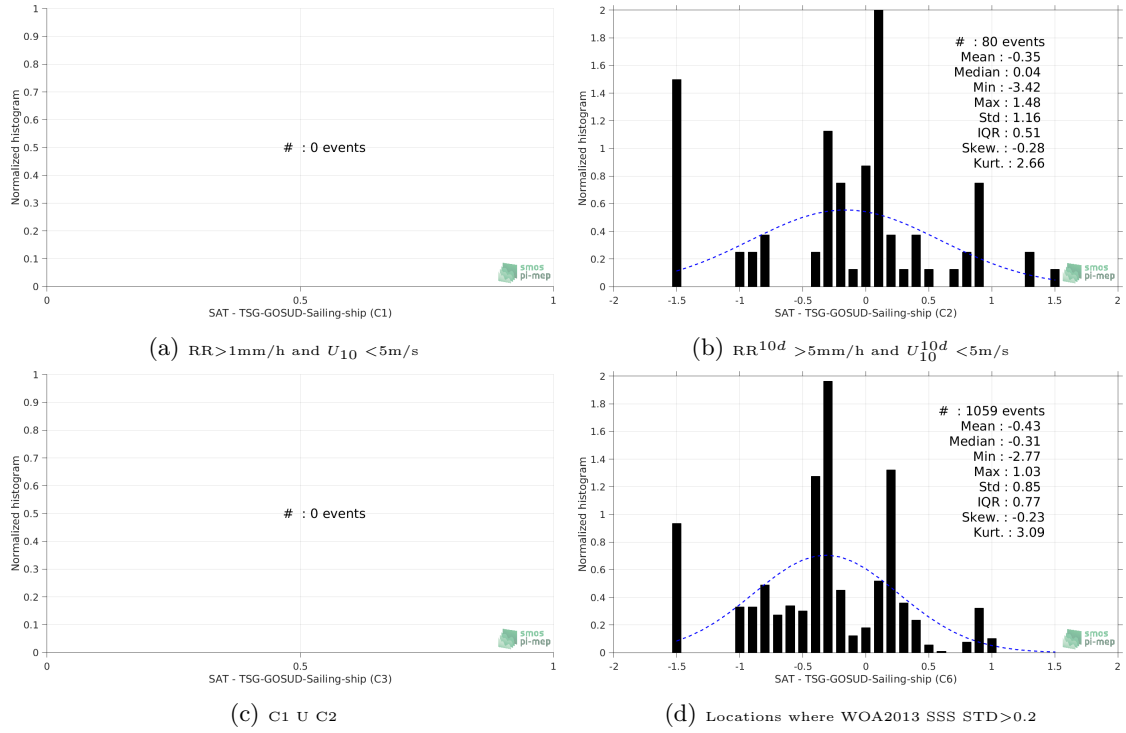 1
0.9
0.8
0.7
0.6
0.5
0.4
0.3
0.2
0.1
0
Normalized histogram
# : 0 events
smos
pi-mep
0 0.5 1
SAT - TSG-GOSUD-Sailing-ship (C1)
(a) RR>1mm/h and U10 <5m/s
2
1.8
1.6
1.4
1.2
1
0.8
0.6
0.4
0.2
0
Normalized histogram
# : 80 events
Mean : -0.35
Median : 0.04
Min : -3.42
Max : 1.48
Std : 1.16
IQR : 0.51
Skew. : -0.28
Kurt. : 2.66
smos
pi-mep
-2 -1.5 -1 -0.5 0 0.5 1 1.5 2
SAT - TSG-GOSUD-Sailing-ship (C2)
(b) RR^10d >5mm/h and U10^10d <5m/s
1
0.9
0.8
0.7
0.6
0.5
0.4
0.3
0.2
0.1
0
Normalized histogram
# : 0 events
smos
pi-mep
0 0.5 1
SAT - TSG-GOSUD-Sailing-ship (C3)
(c) C1 U C2
2
1.8
1.6
1.4
1.2
1
0.8
0.6
0.4
0.2
0
Normalized histogram
# : 1059 events
Mean : -0.43
Median : -0.31
Min : -2.77
Max : 1.03
Std : 0.85
IQR : 0.77
Skew. : -0.23
Kurt. : 3.09
smos
pi-mep
-2 -1.5 -1 -0.5 0 0.5 1 1.5 2
SAT - TSG-GOSUD-Sailing-ship (C6)
(d) Locations where WOA2013 SSS STD>0.2